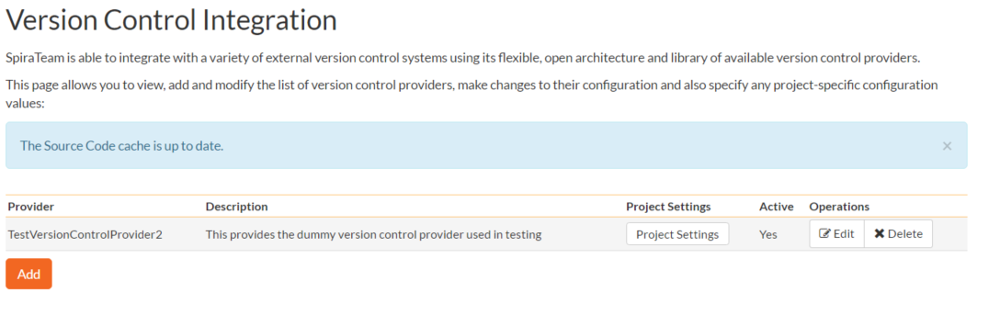 Version Control Integration
SpiraTeam is able to integrate with a variety of external version control systems using its flexible, open architecture and library of available version control providers.
This page allows you to view, add and modify the list of version control providers, make changes to their configuration and also specify any project-specific configuration
values:
The Source Code cache is up to date. ×
Provider Description Project Settings Active Operations
TestVersionControlProvider2 This provides the dummy version control provider used in testing Project Settings Yes Edit Delete
Add